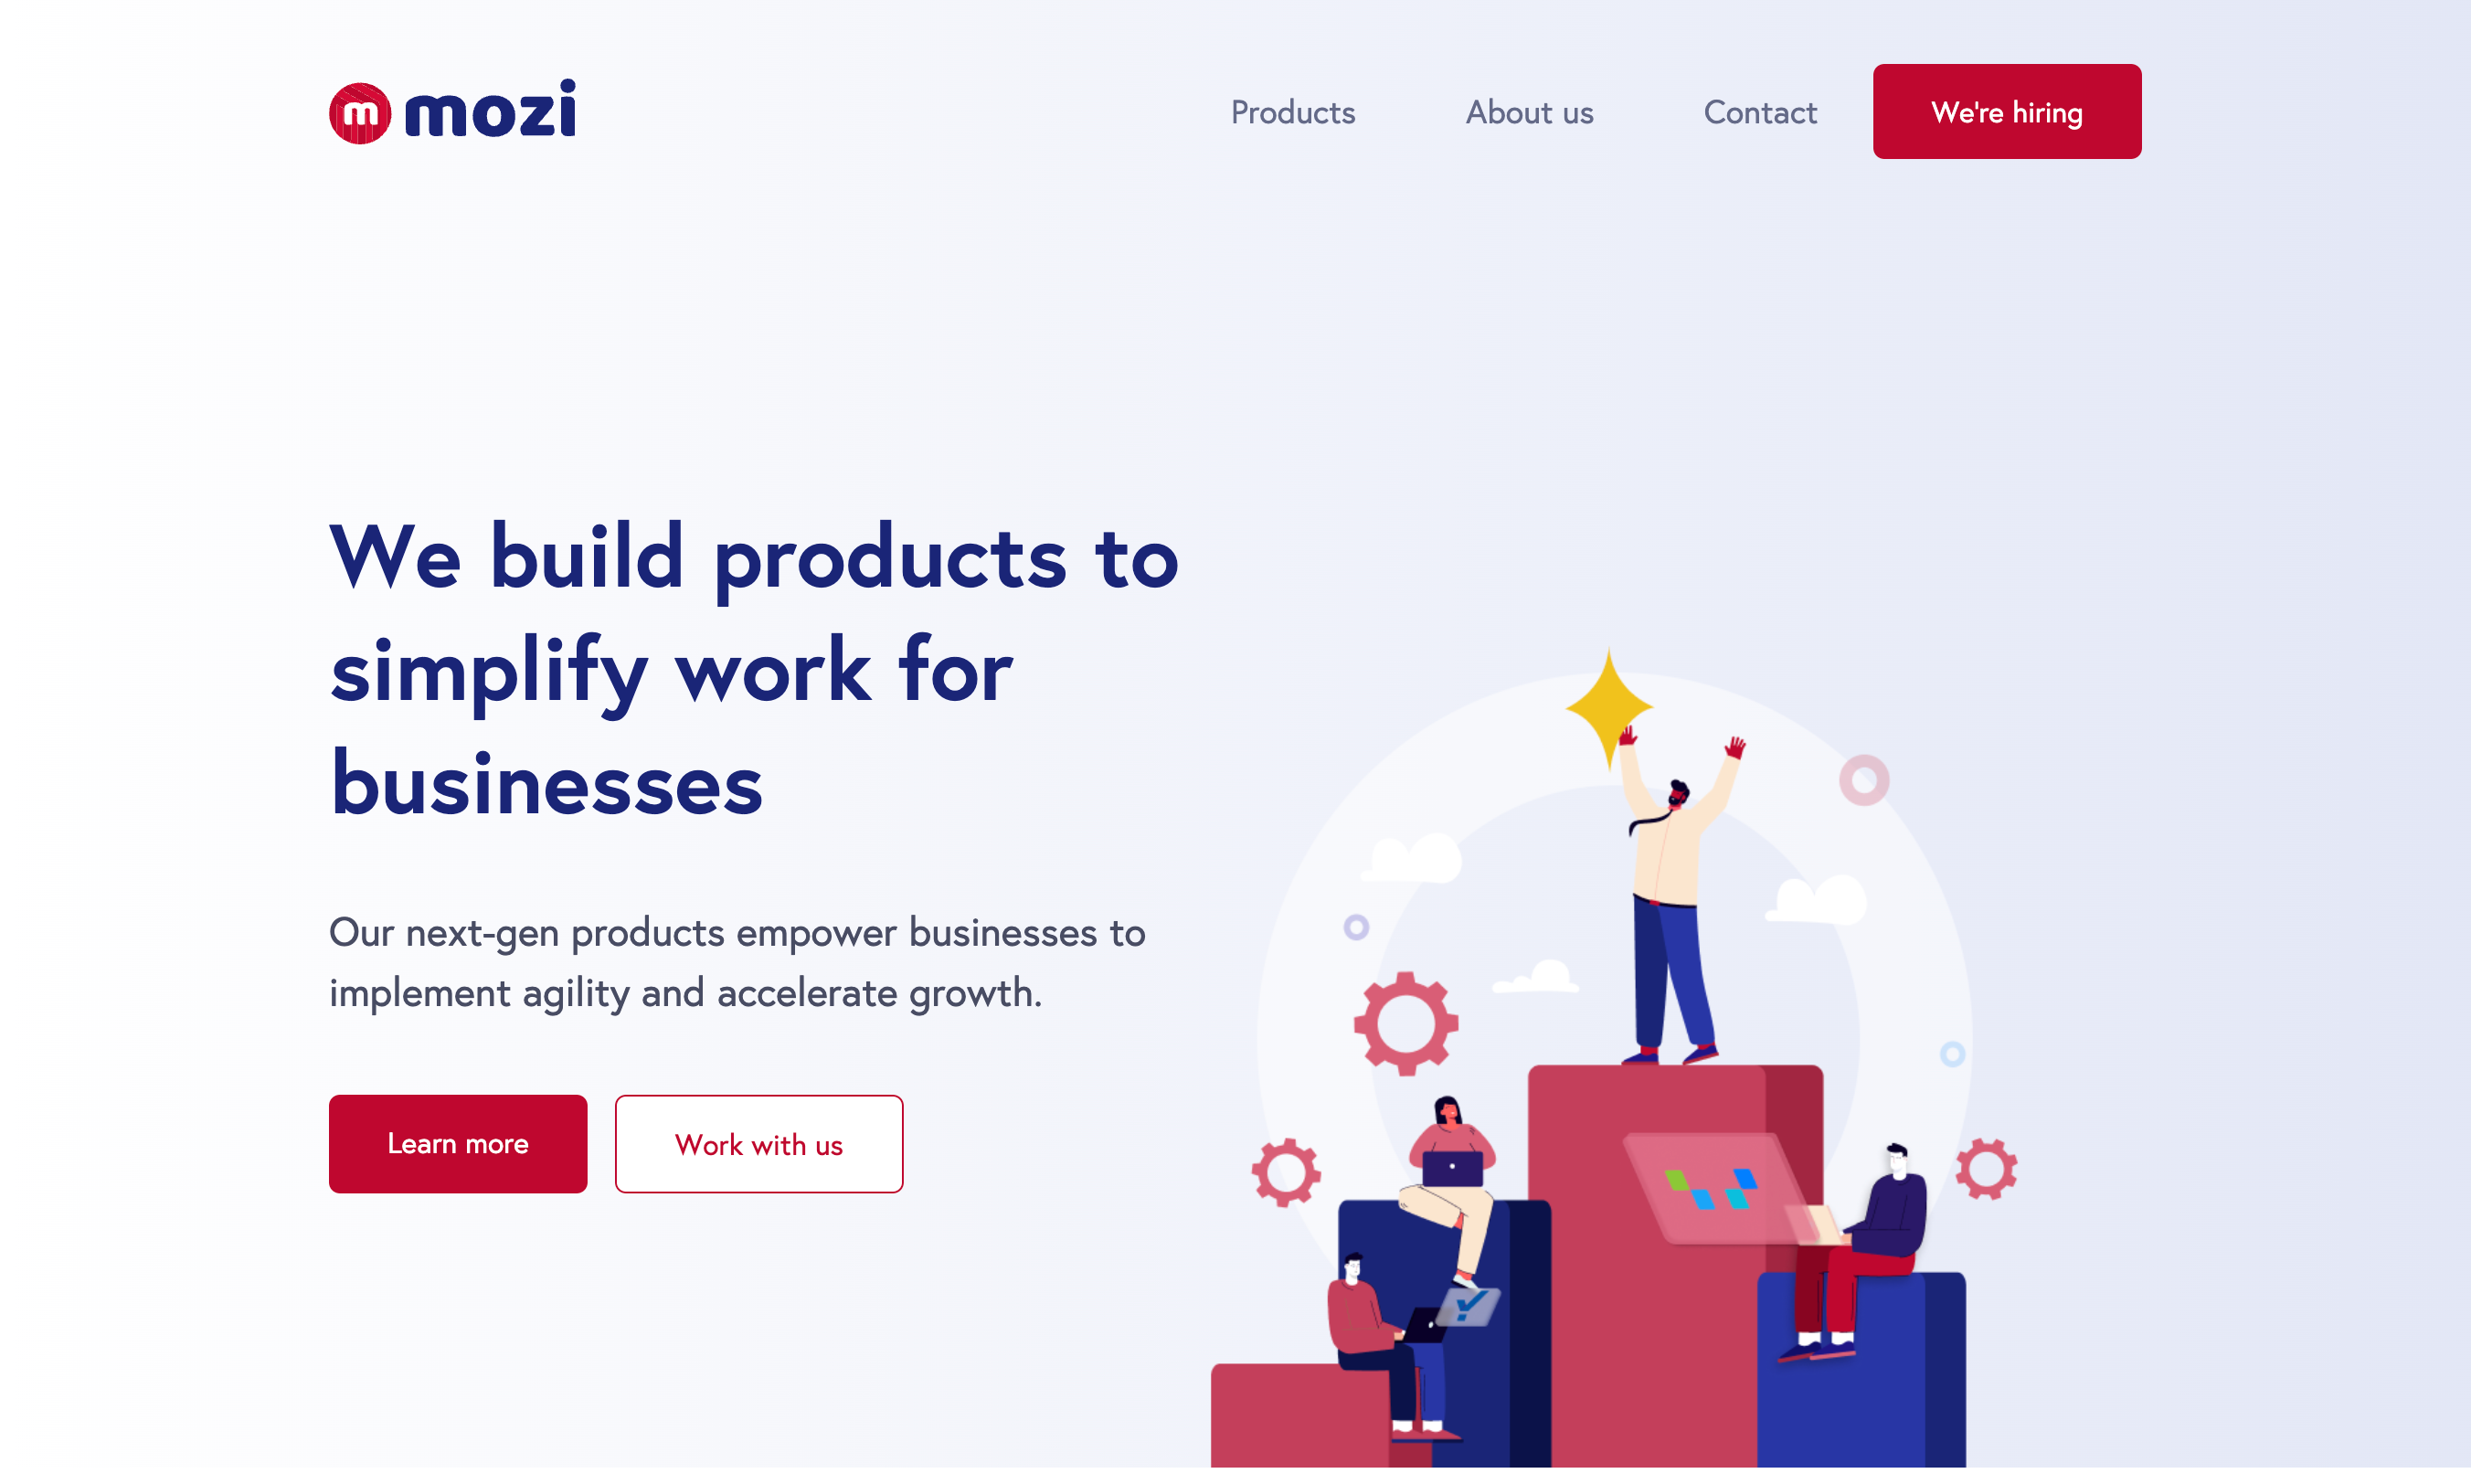 m mozi
Products About us Contact We're hiring
We build products to
simplify work for
businesses
Our next-gen products empower businesses to
implement agility and accelerate growth.
Learn more Work with us